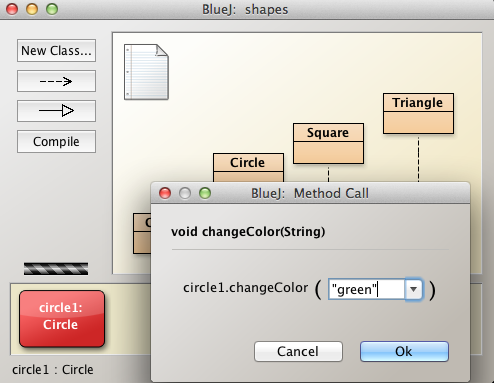 BlueJ: shapes
New Class...
Compile
Triangle
Square
Circle
C
BlueJ: Method Call
void changeColor(String)
circle1.changeColor ( "green" )
Cancel
Ok
circle1:
Circle
circle1 : Circle